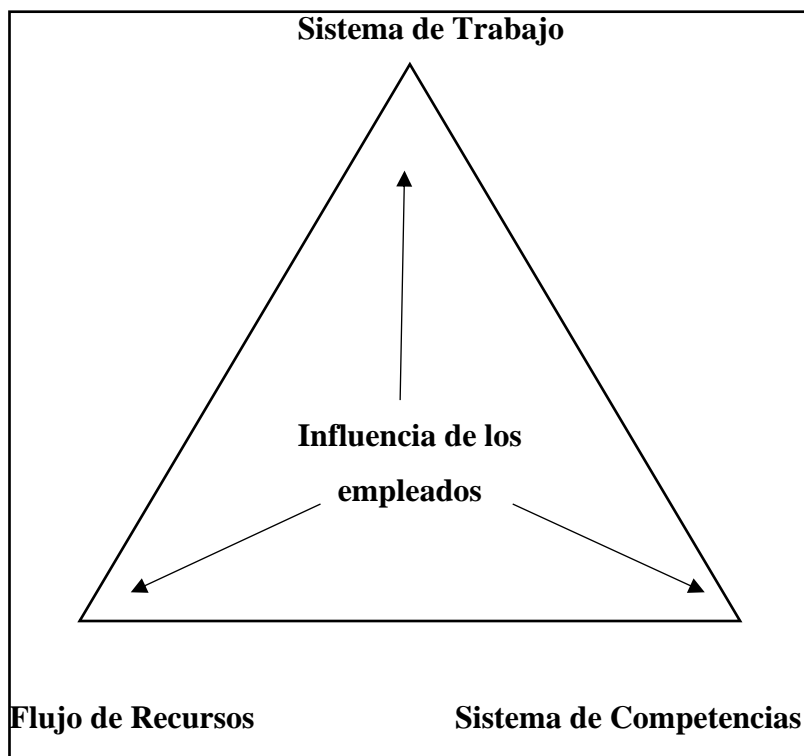 Sistema de Trabajo
Influencia de los
empleados
Flujo de Recursos
Sistema de Competencias